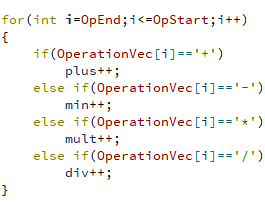 for(int i=OpEnd;i<=OpStart;i++)
{
    if(OperationVec[i]=='+')
        plus++;
    else if(OperationVec[i]=='-')
        min++;
    else if(OperationVec[i]=='*')
        mult++;
    else if(OperationVec[i]=='/')
        div++;
}